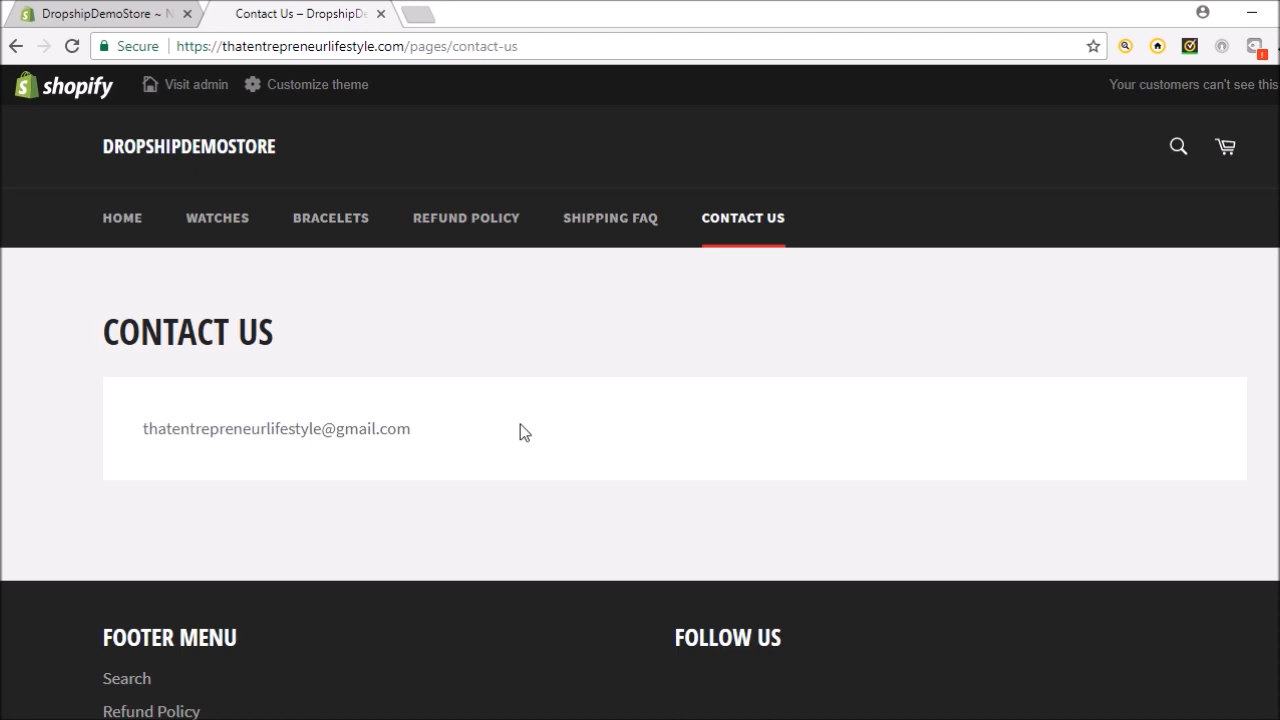 DropshipDemoStore ~ N
Contact Us – DropshipDe
Secure
https://thatentrepreneurlifestyle.com/pages/contact-us
shopify
Visit admin
Customize theme
Your customers can't see this
DROPSHIPDEMOSTORE
HOME
WATCHES
BRACELETS
REFUND POLICY
SHIPPING FAQ
CONTACT US
CONTACT US
thatentrepreneurlifestyle@gmail.com
FOOTER MENU
FOLLOW US
Search
Refund Policy